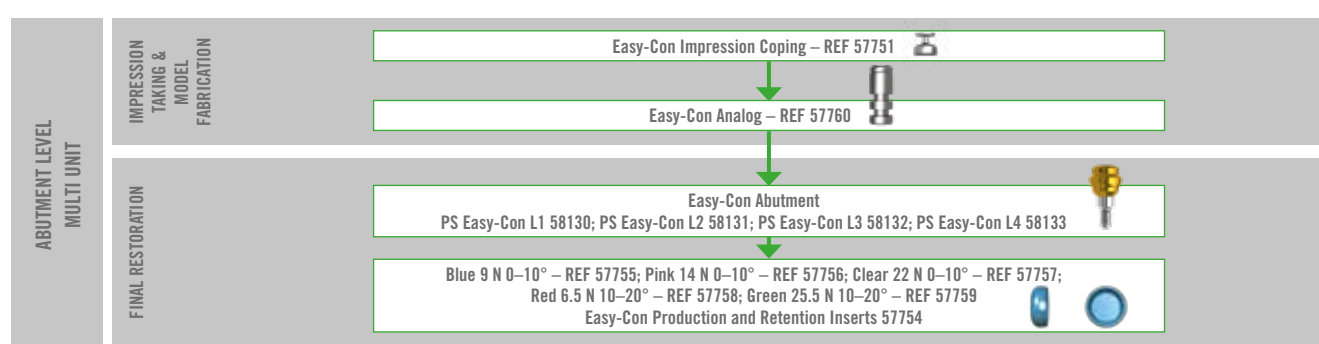 ABUTMENT LEVEL
MULTI UNIT
IMPRESSION
TAKING &
MODEL
FABRICATION
Easy-Con Impression Coping – REF 57751
Easy-Con Analog – REF 57760
FINAL RESTORATION
Easy-Con Abutment
PS Easy-Con L1 58130; PS Easy-Con L2 58131; PS Easy-Con L3 58132; PS Easy-Con L4 58133
Blue 9 N 0–10° – REF 57755; Pink 14 N 0–10° – REF 57756; Clear 22 N 0–10° – REF 57757;
Red 6.5 N 10–20° – REF 57758; Green 25.5 N 10–20° – REF 57759
Easy-Con Production and Retention Inserts 57754